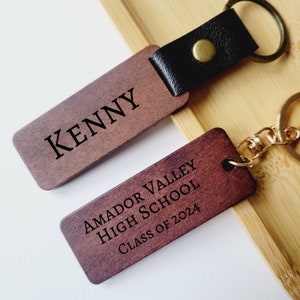 Kenny
Amador Valley
High School
Class of 2024